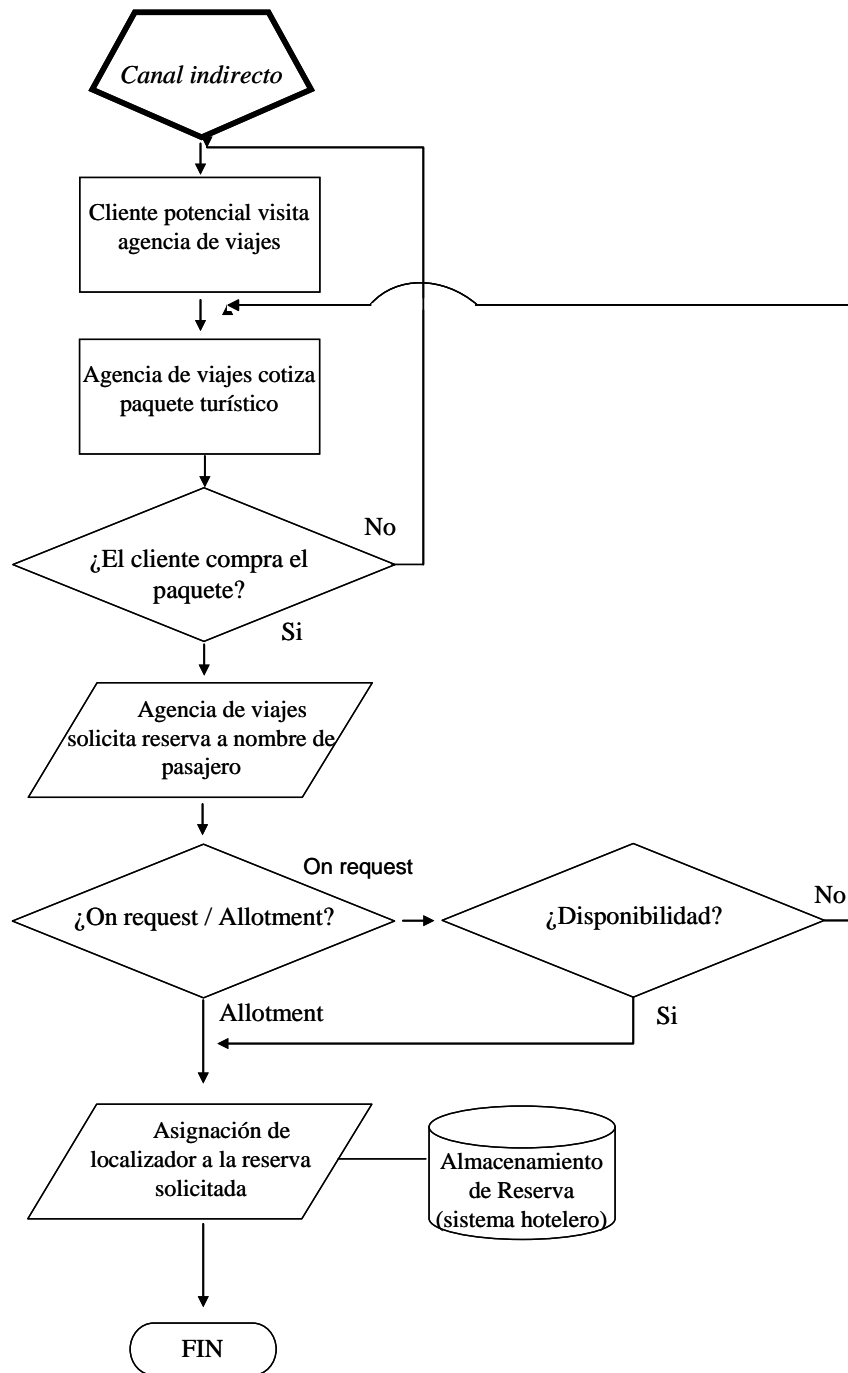 Canal indirecto
Cliente potencial visita
agencia de viajes
Agencia de viajes cotiza
paquete turístico
No
¿El cliente compra el
paquete?
Si
Agencia de viajes
solicita reserva a nombre de
pasajero
On request
¿On request / Allotment?
¿Disponibilidad?
No
Allotment
Si
Asignación de
localizador a la reserva
solicitada
Almacenamiento
de Reserva
(sistema hotelero)
FIN